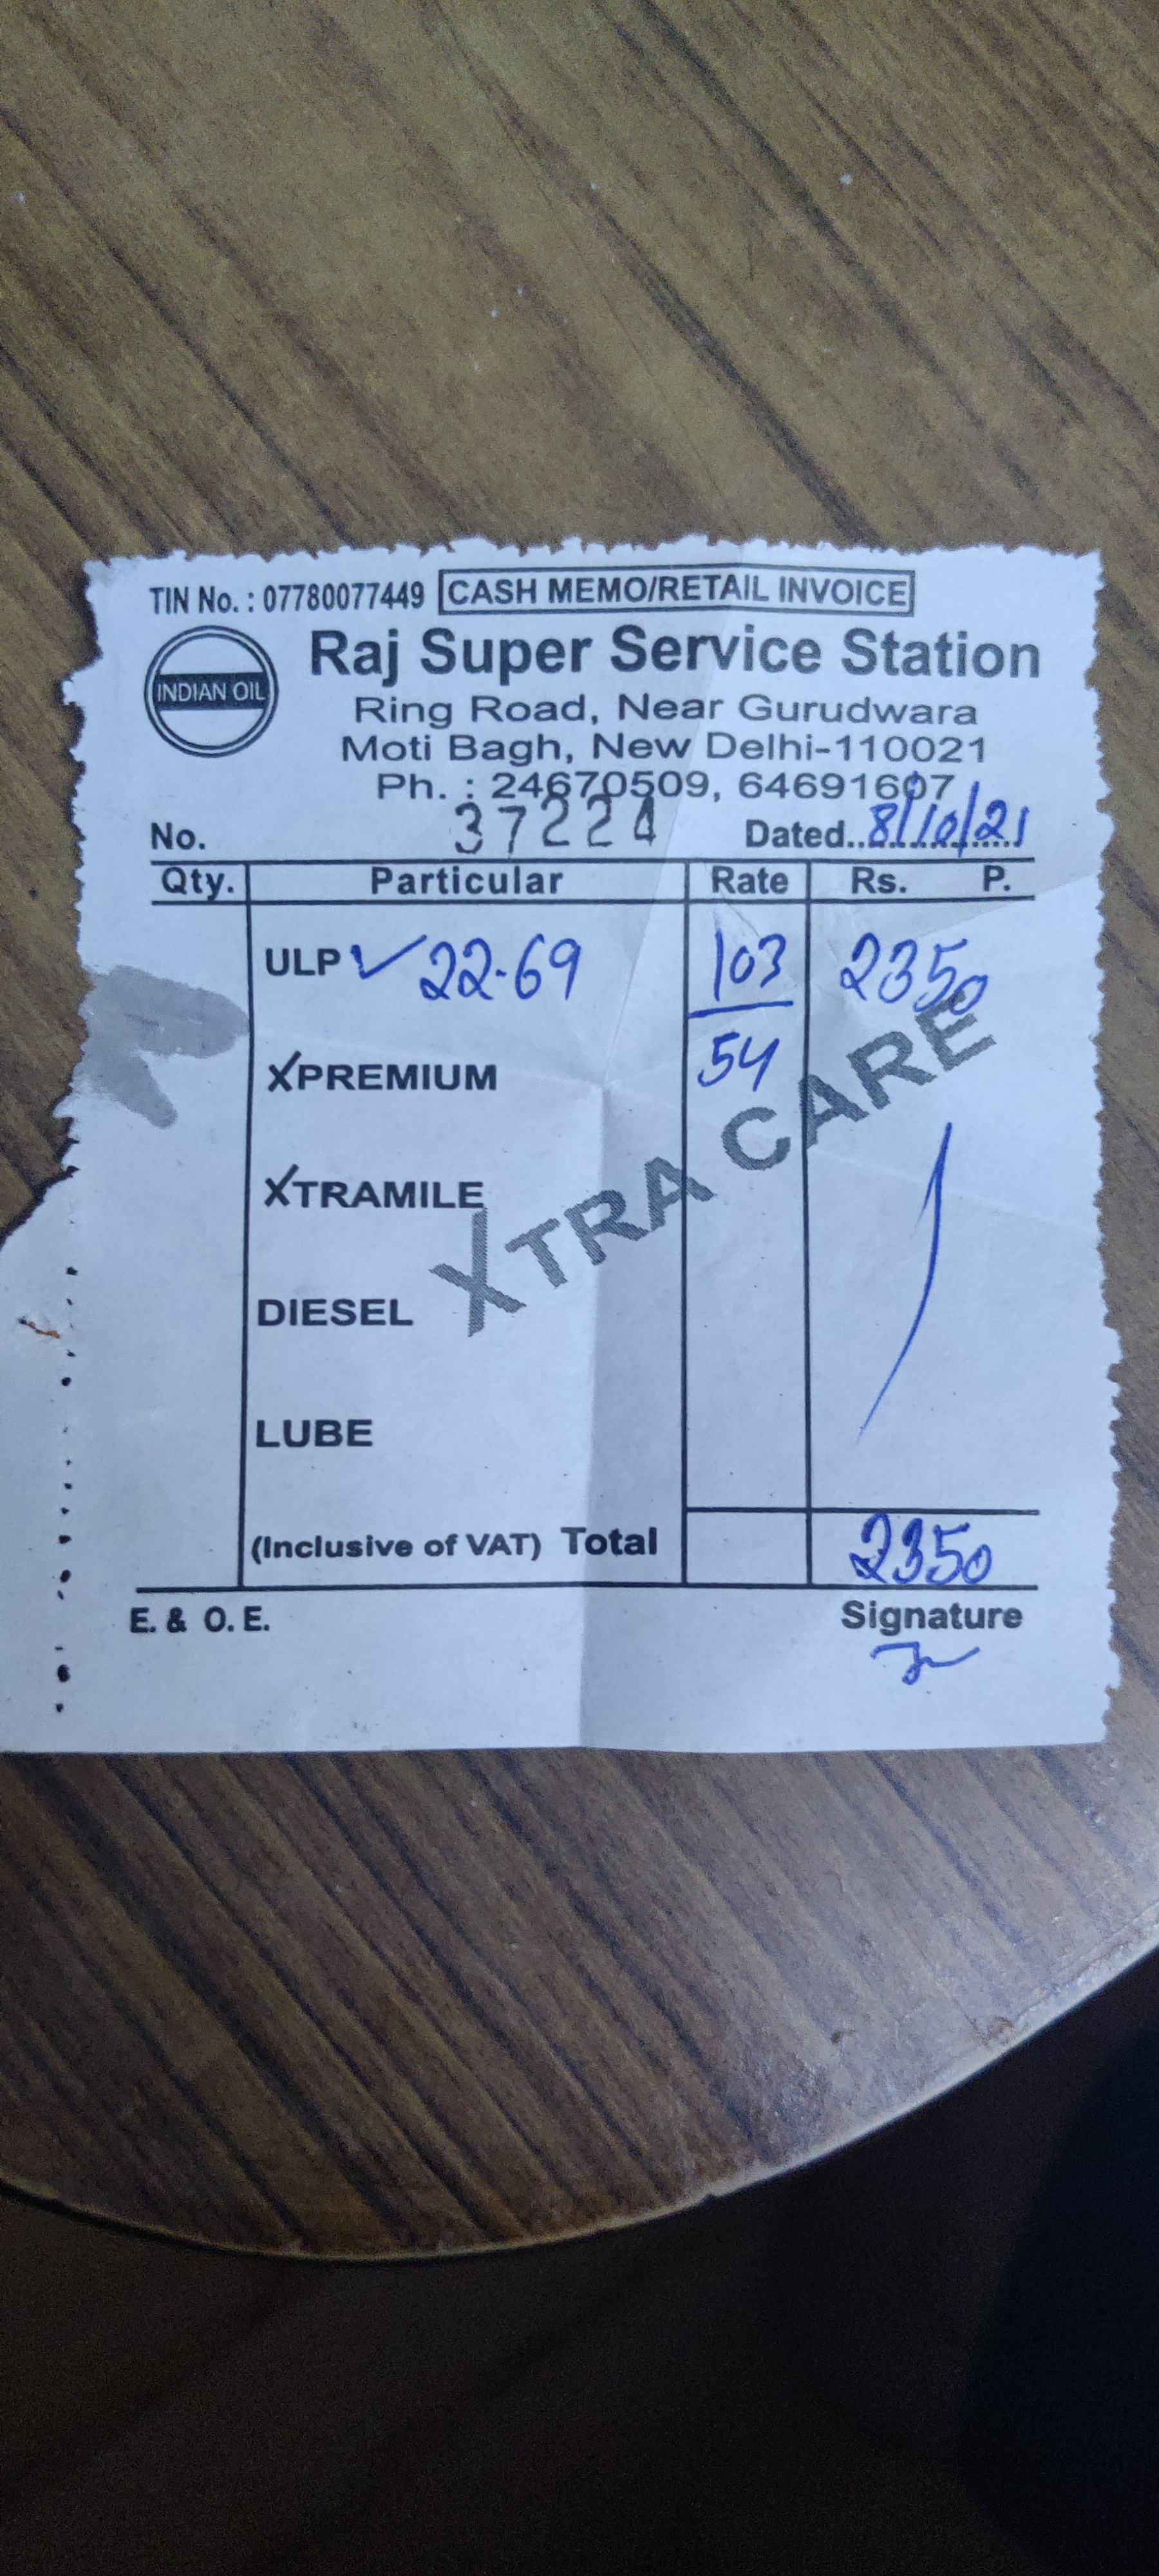 TIN No. : 07780077449 CASH MEMO/RETAIL INVOICE
INDIAN OIL
Raj Super Service Station
Ring Road, Near Gurudwara
Moti Bagh, New Delhi-110021
Ph. : 24670509, 64691607
No. 37224 Dated. 8/10/21
Qty. Particular Rate Rs. P.
ULP ✓ 22.69 103 2350
XPREMIUM 54
XTRAMILE
XTRA CARE
DIESEL
LUBE
(Inclusive of VAT) Total 2350
E. & O. E. Signature